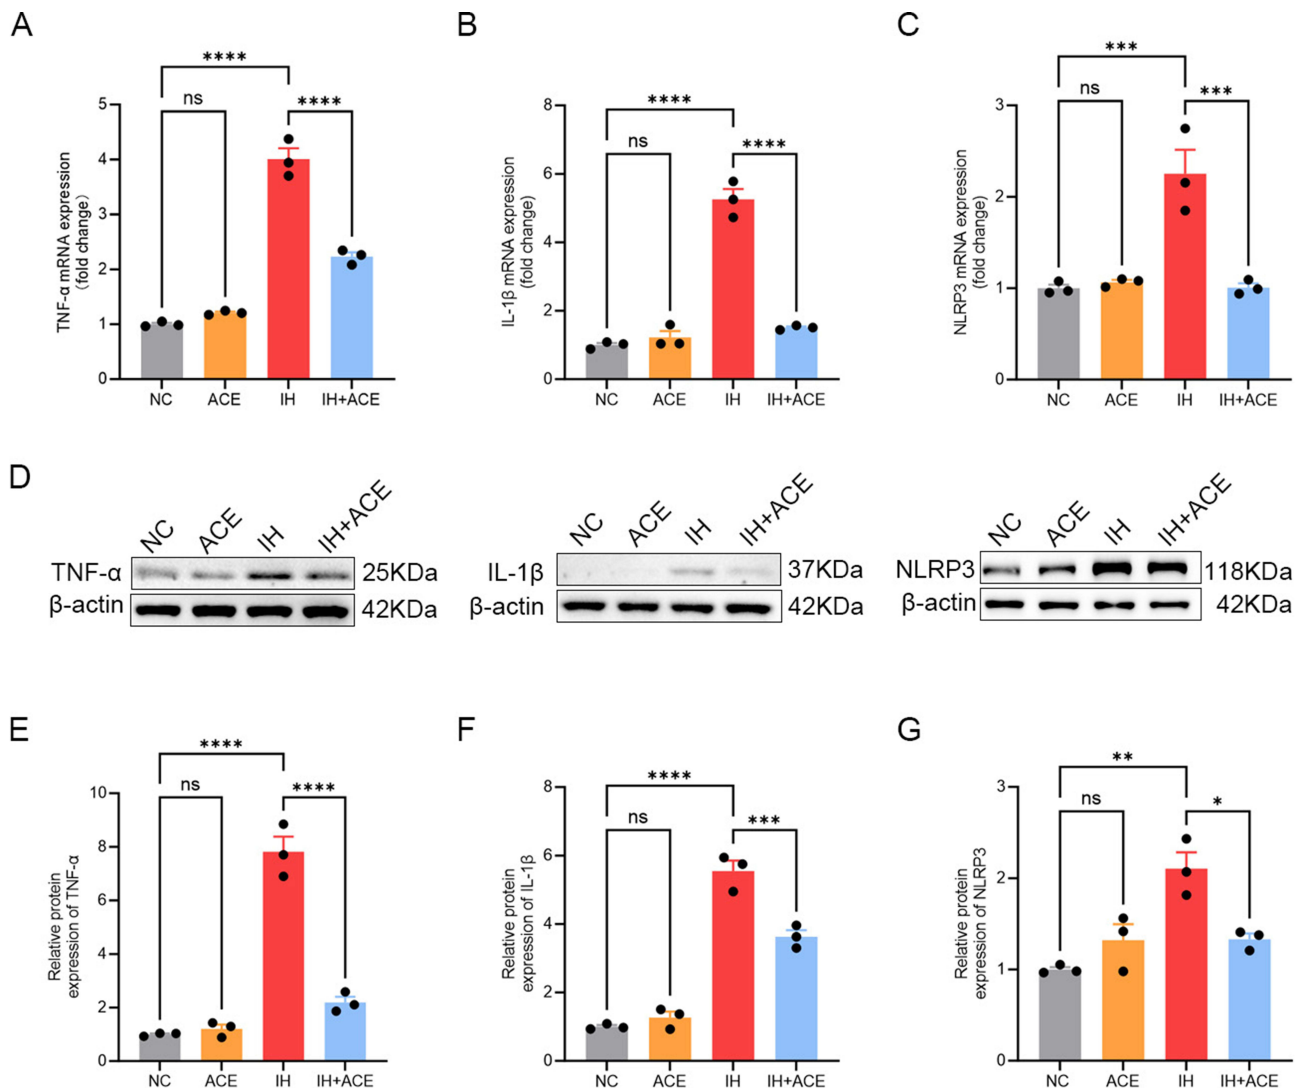 A
TNF-α mRNA expression
(fold change)
5
4
3
2
1
0
****
ns
****
NC ACE IH IH+ACE
B
IL-1β mRNA expression
(fold change)
8
6
4
2
0
****
ns
****
NC ACE IH IH+ACE
C
NLRP3 mRNA expression
(fold change)
3
2
1
0
***
ns
***
NC ACE IH IH+ACE
D
NC ACE IH IH+ACE
TNF-α 25KDa
β-actin 42KDa
NC ACE IH IH+ACE
IL-1β 37KDa
β-actin 42KDa
NC ACE IH IH+ACE
NLRP3 118KDa
β-actin 42KDa
E
Relative protein
expression of TNF-α
10
8
6
4
2
0
****
ns
****
NC ACE IH IH+ACE
F
Relative protein
expression of IL-1β
8
6
4
2
0
****
ns
***
NC ACE IH IH+ACE
G
Relative protein
expression of NLRP3
3
2
1
0
**
ns
*
NC ACE IH IH+ACE